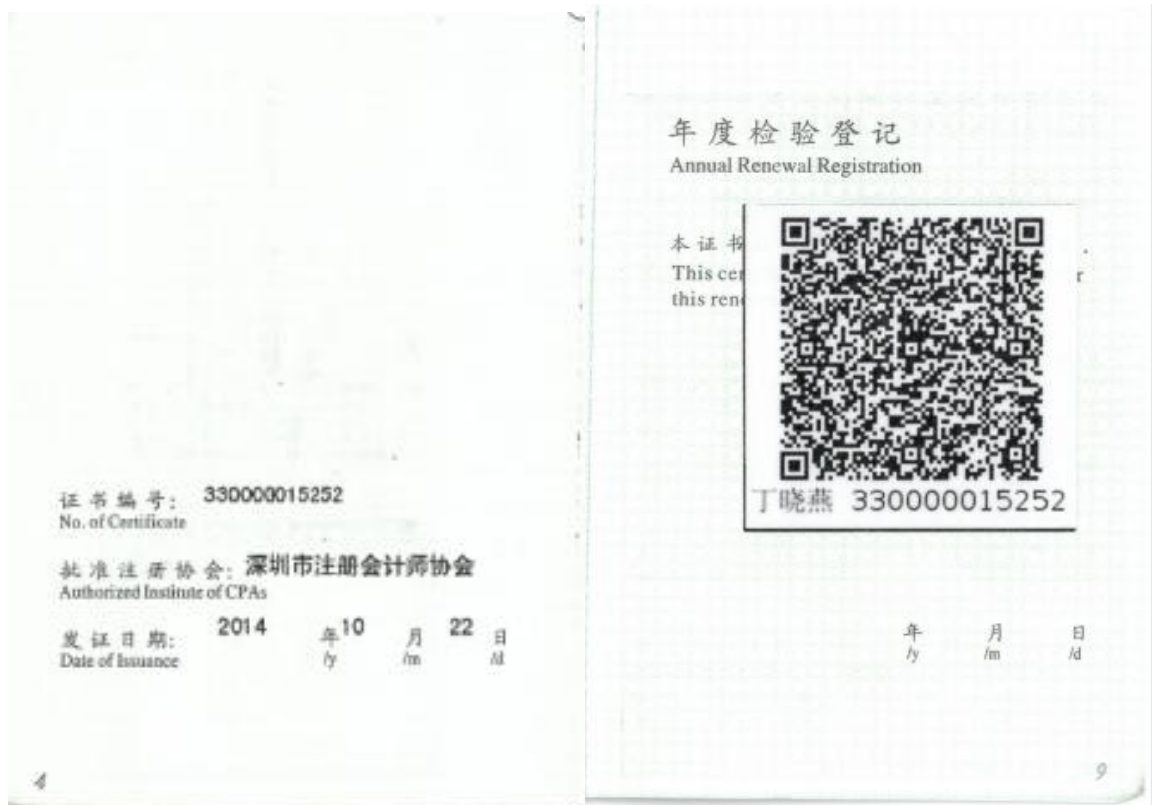 证书编号: 330000015252
No. of Certificate
批准注册协会: 深圳市注册会计师协会
Authorized Institute of CPAs
发证日期: 2014 年 10 月 22 日
Date of Issuance /y /m /d
4
年度检验登记
Annual Renewal Registration
本证书
This cer r
this rene
丁晓燕 330000015252
年 月 日
/y /m /d
9